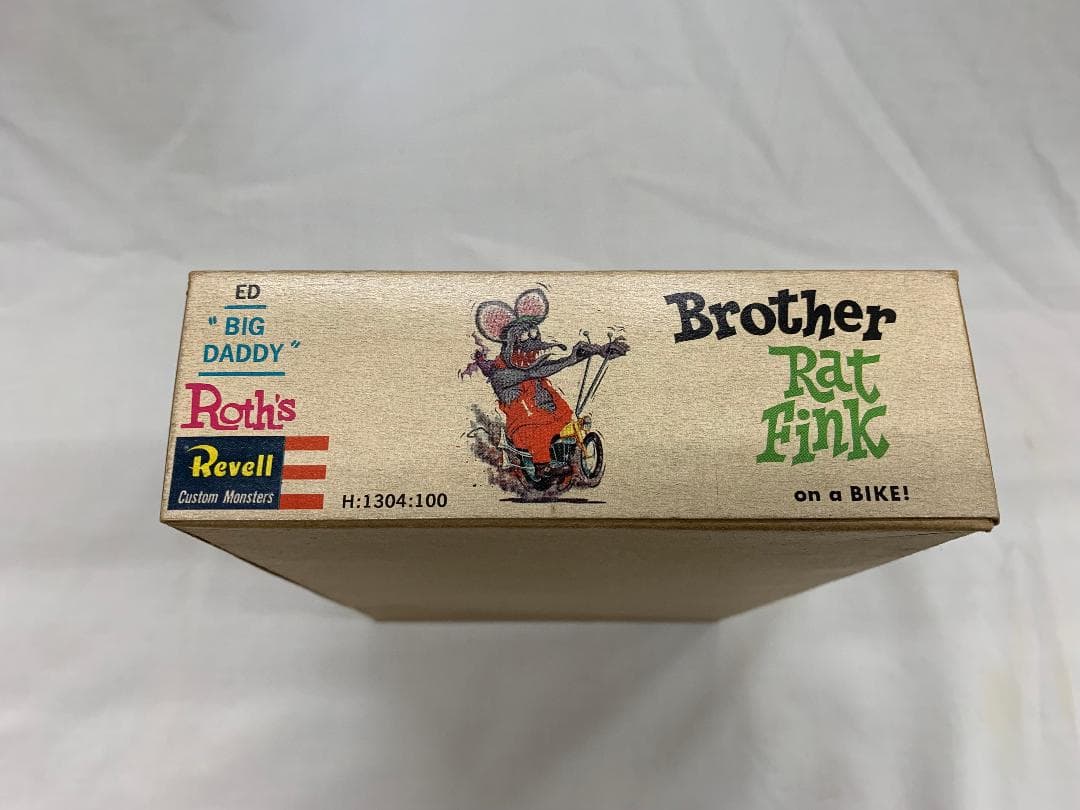 ED
" BIG
DADDY "
Roth's
Revell
Custom Monsters
H:1304:100
Brother
Rat
Fink
on a BIKE!